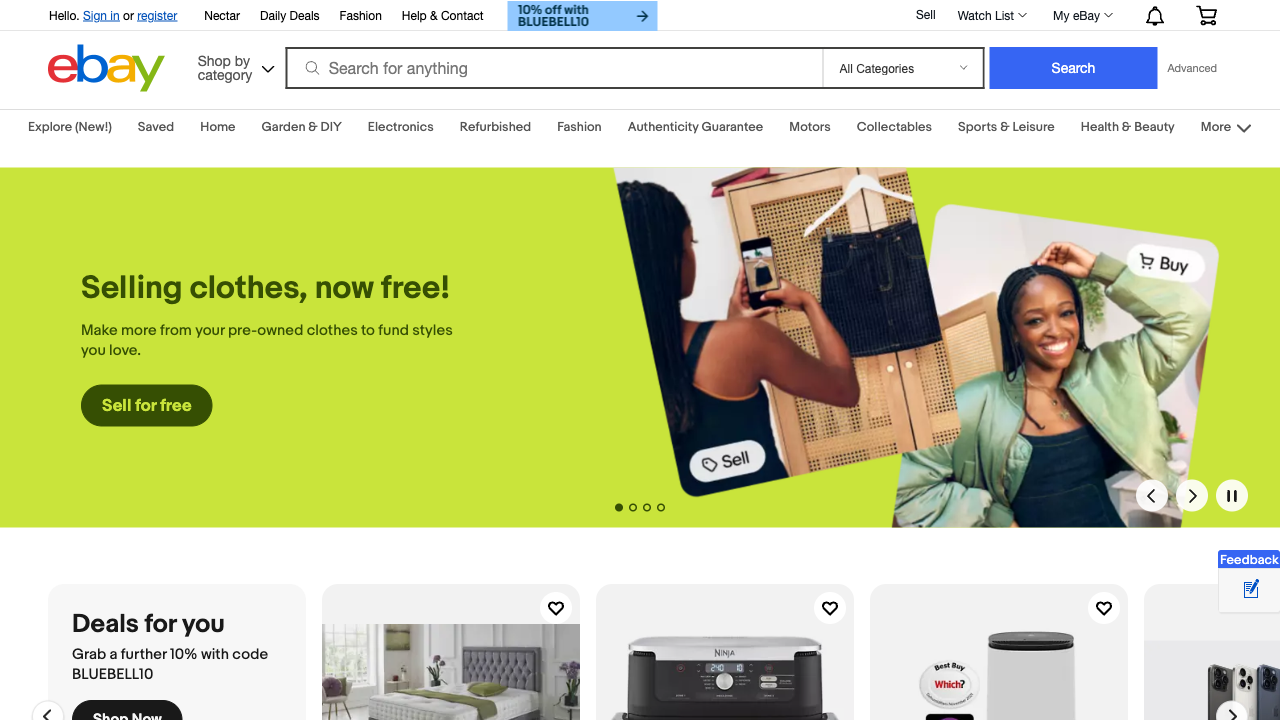 Hello. Sign in or register
Nectar
Daily Deals
Fashion
Help & Contact
10% off with
BLUEBELL10
Sell
Watch List
My eBay
ebay
Shop by
category
Search for anything
All Categories
Search
Advanced
Explore (New!)
Saved
Home
Garden & DIY
Electronics
Refurbished
Fashion
Authenticity Guarantee
Motors
Collectables
Sports & Leisure
Health & Beauty
More
Selling clothes, now free!
Make more from your pre-owned clothes to fund styles
you love.
Sell for free
Sell
Buy
Feedback
Deals for you
Grab a further 10% with code
BLUEBELL10
Shop Now
NINJA
Best Buy
Which?